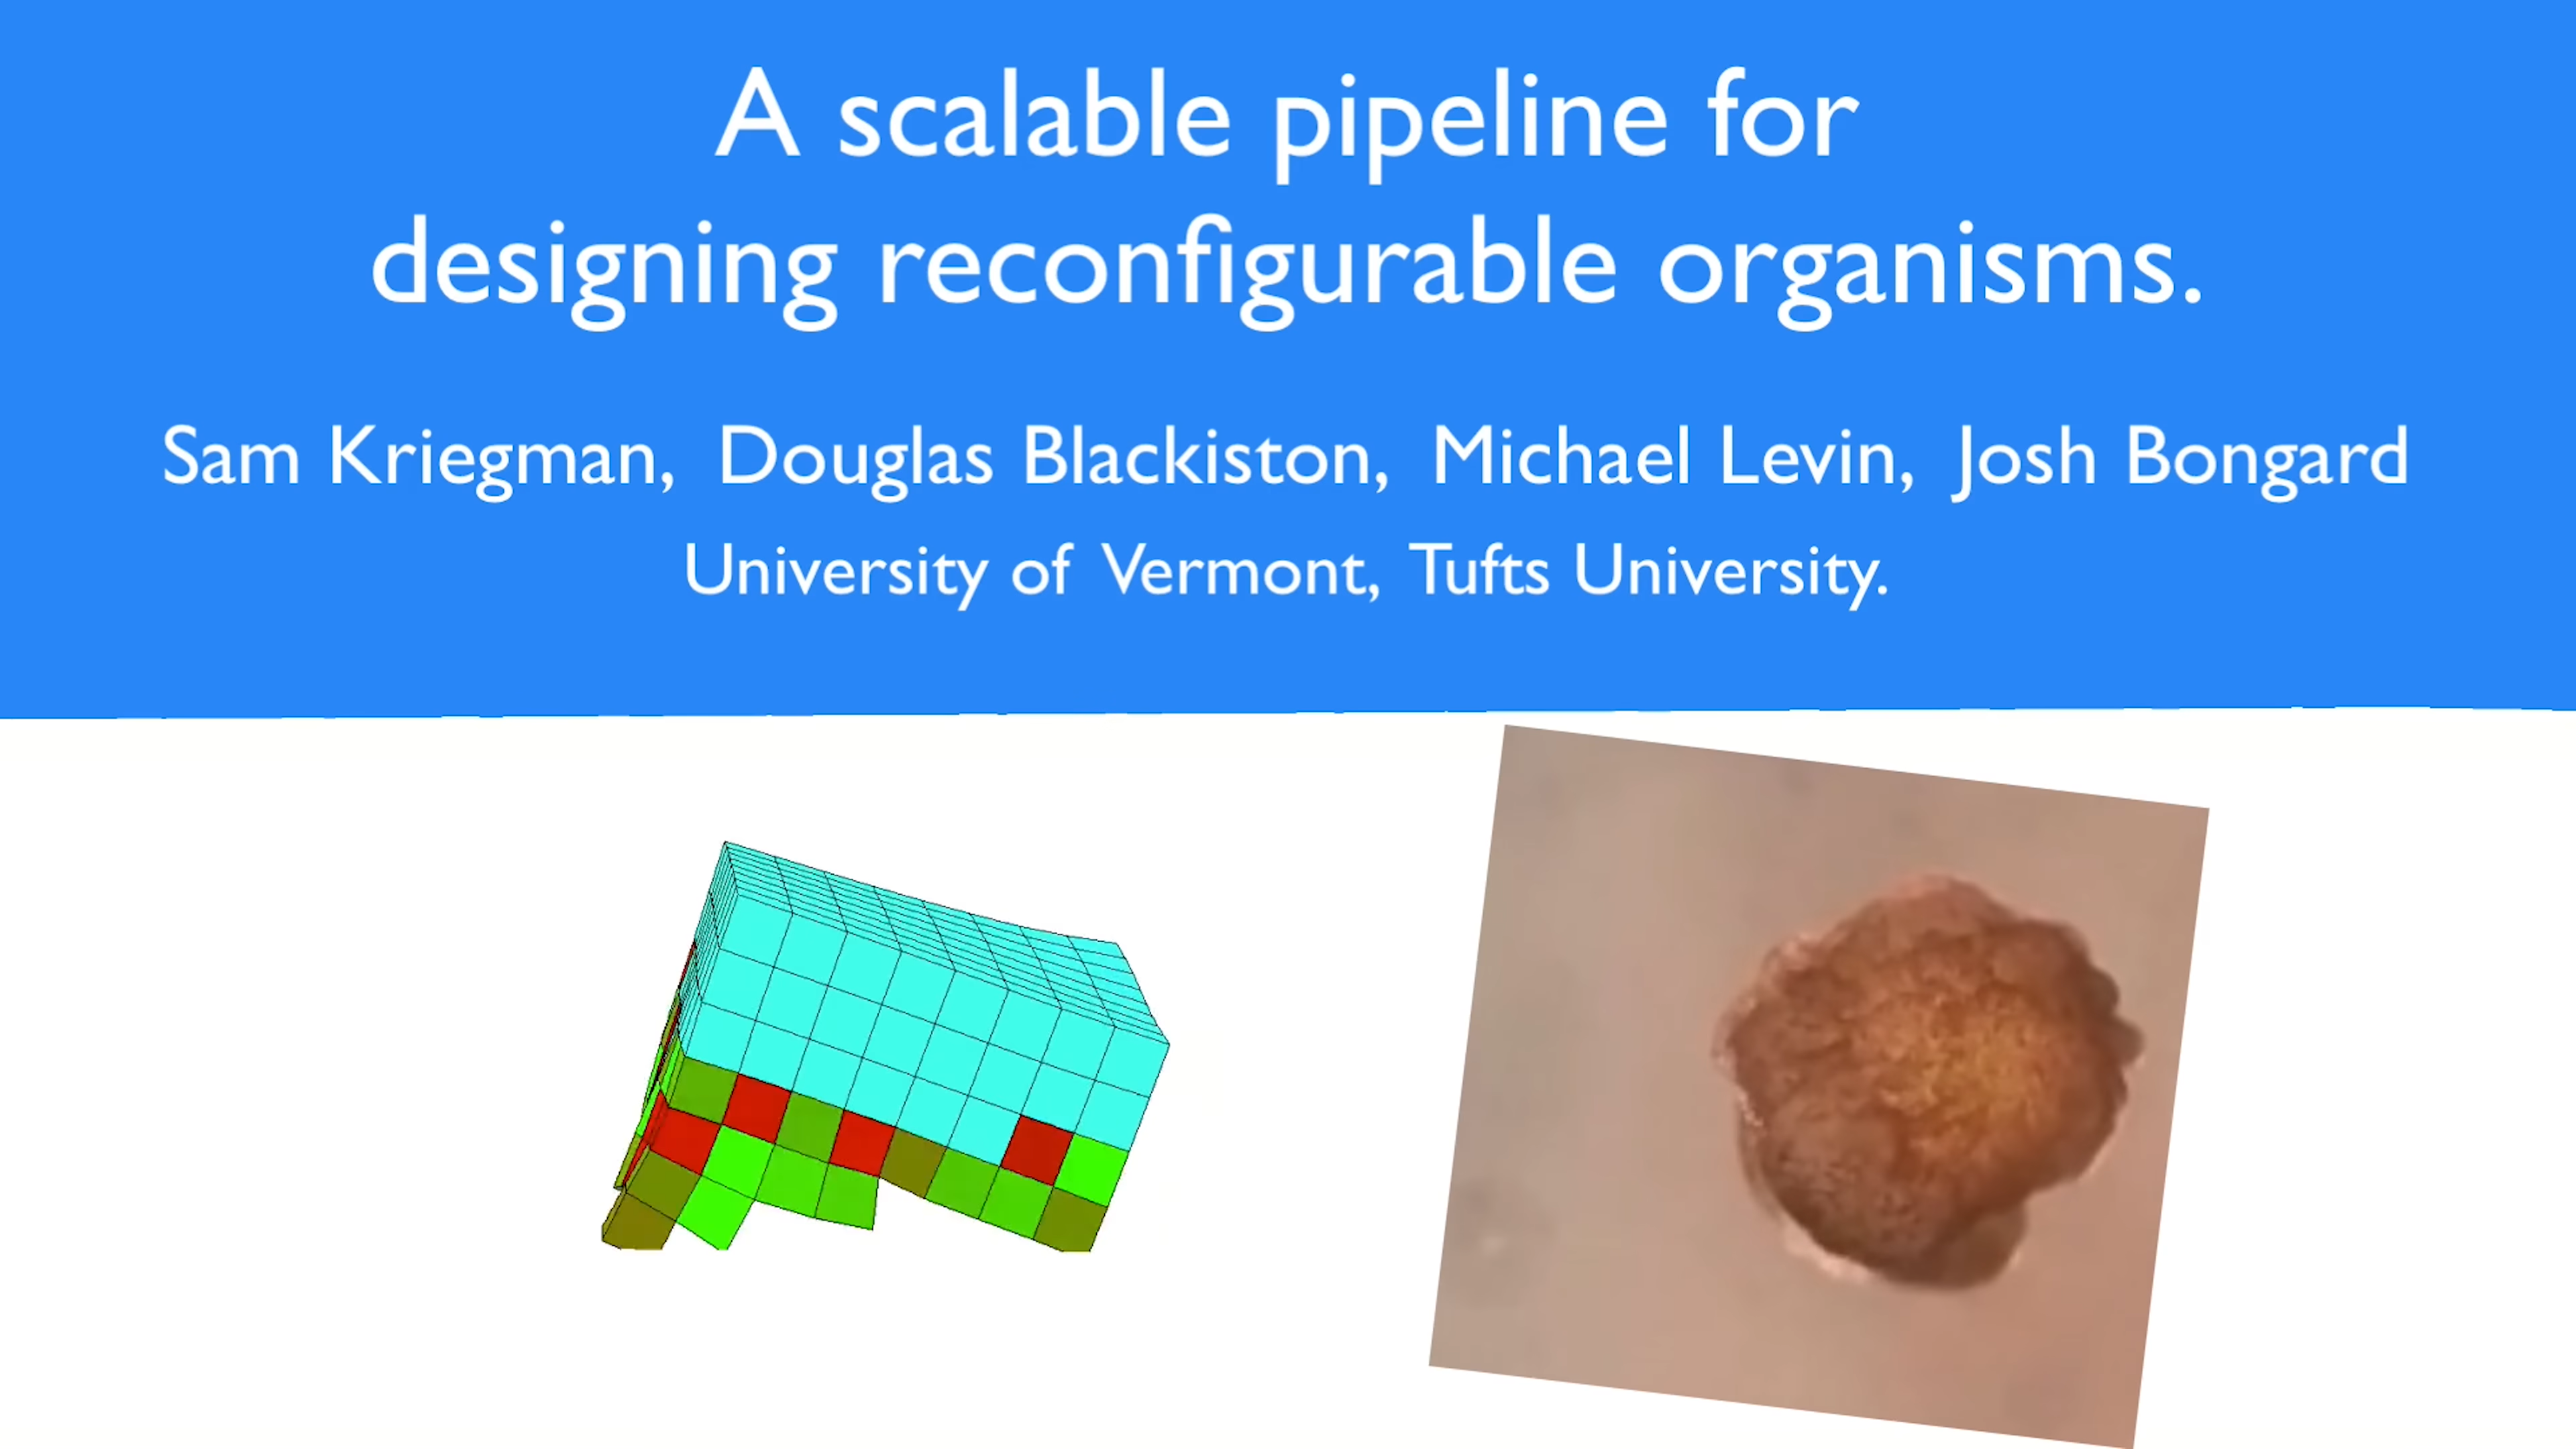 A scalable pipeline for
designing reconfigurable organisms.
Sam Kriegman, Douglas Blackiston, Michael Levin, Josh Bongard
University of Vermont, Tufts University.